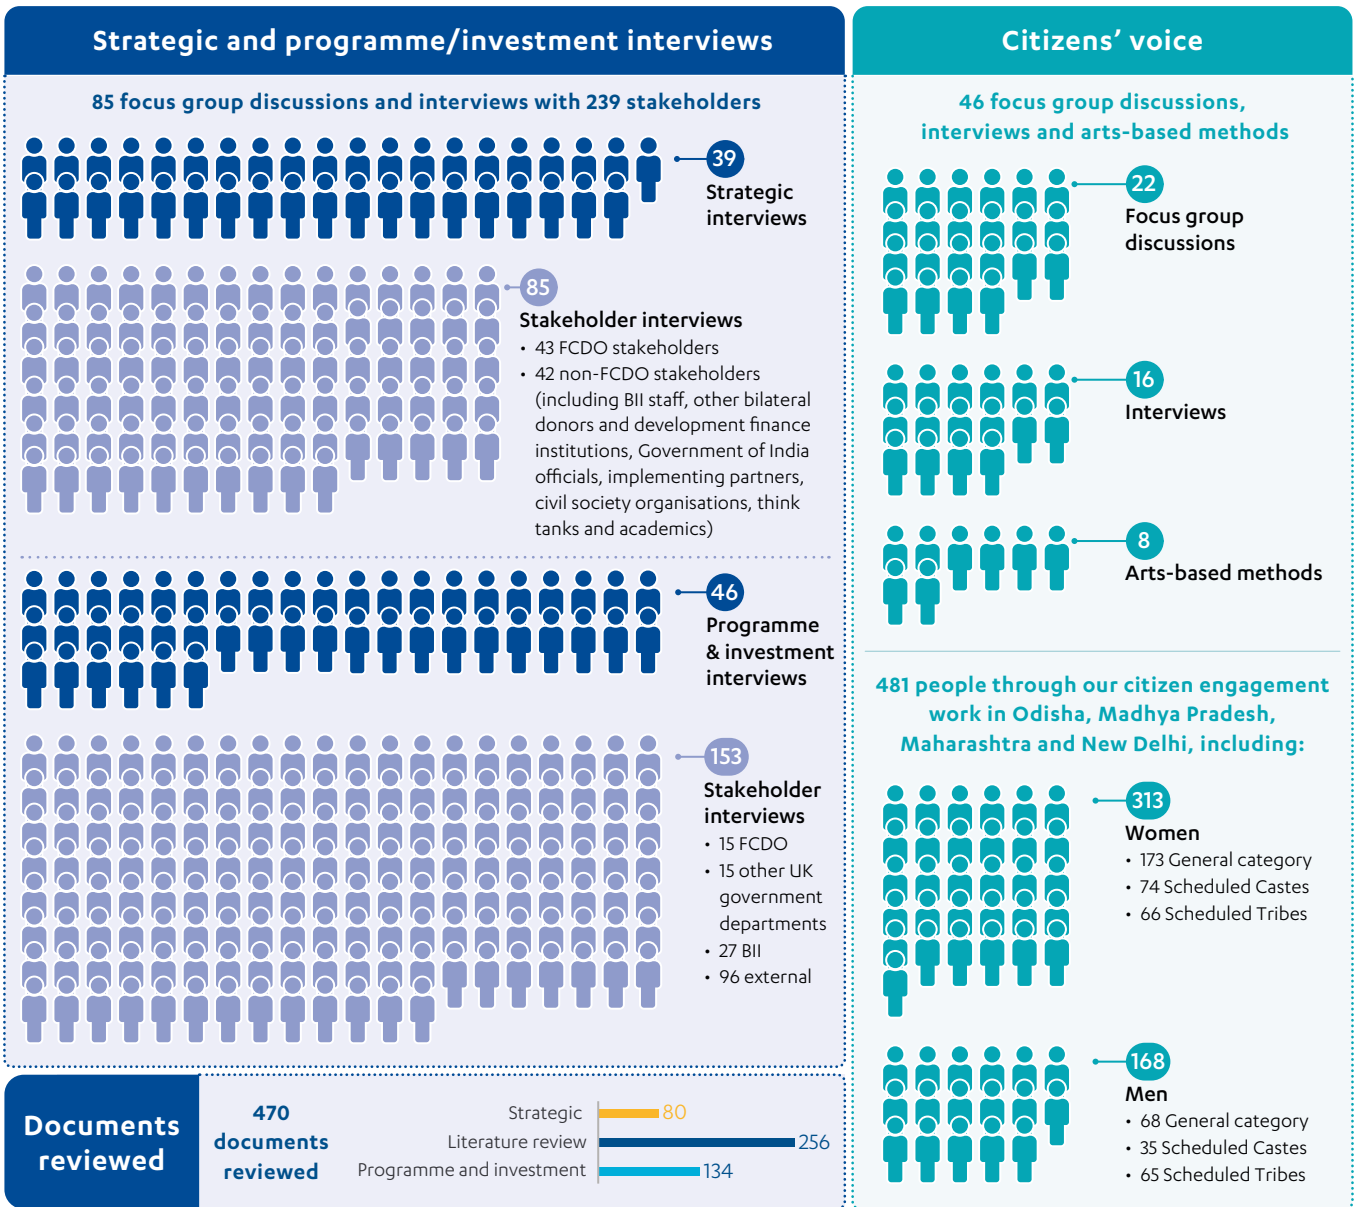 Strategic and programme/investment interviews
85 focus group discussions and interviews with 239 stakeholders
39
Strategic
interviews
85
Stakeholder interviews
• 43 FCDO stakeholders
• 42 non-FCDO stakeholders
(including BII staff, other bilateral
donors and development finance
institutions, Government of India
officials, implementing partners,
civil society organisations, think
tanks and academics)
46
Programme
& investment
interviews
153
Stakeholder
interviews
• 15 FCDO
• 15 other UK
government
departments
• 27 BII
• 96 external
Documents
reviewed
470
documents
reviewed
Strategic 80
Literature review 256
Programme and investment 134
Citizens’ voice
46 focus group discussions,
interviews and arts-based methods
22
Focus group
discussions
16
Interviews
8
Arts-based methods
481 people through our citizen engagement
work in Odisha, Madhya Pradesh,
Maharashtra and New Delhi, including:
313
Women
• 173 General category
• 74 Scheduled Castes
• 66 Scheduled Tribes
168
Men
• 68 General category
• 35 Scheduled Castes
• 65 Scheduled Tribes